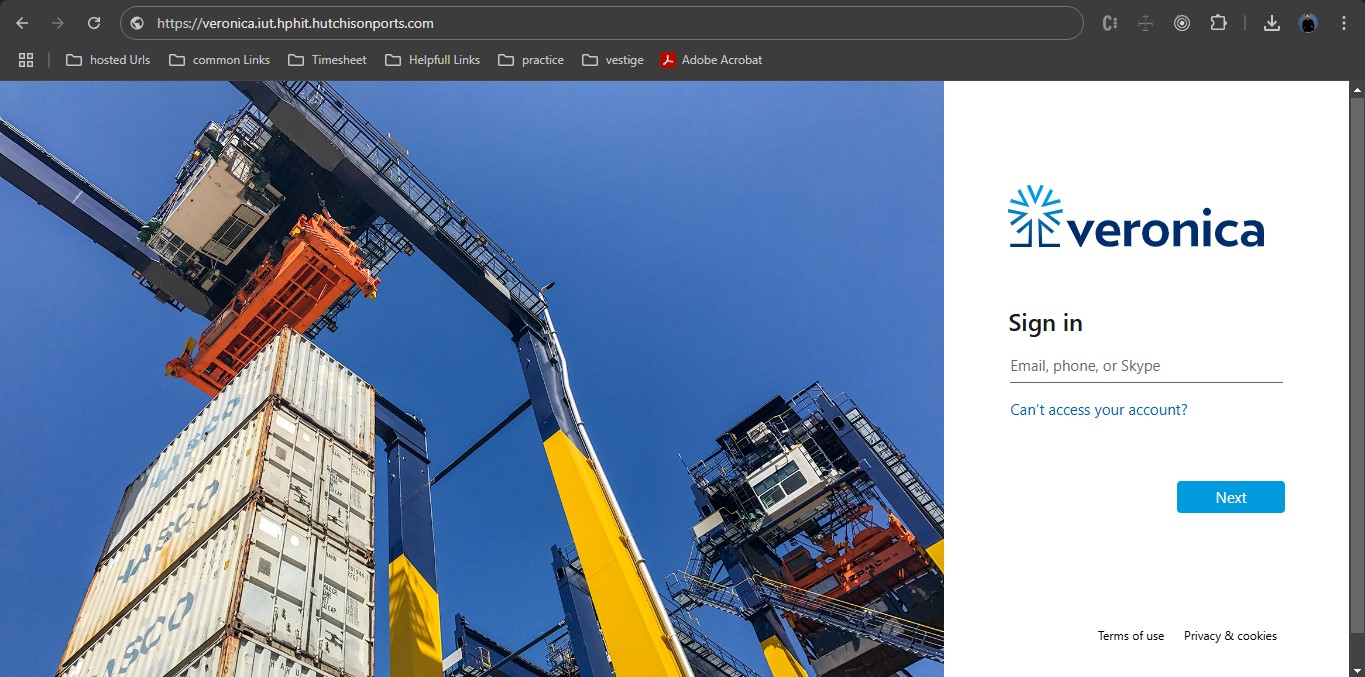 https://veronica.iut.hphit.hutchisonports.com
hosted Urls
common Links
Timesheet
Helpfull Links
practice
vestige
Adobe Acrobat
veronica
Sign in
Email, phone, or Skype
Can't access your account?
Next
Terms of use
Privacy & cookies